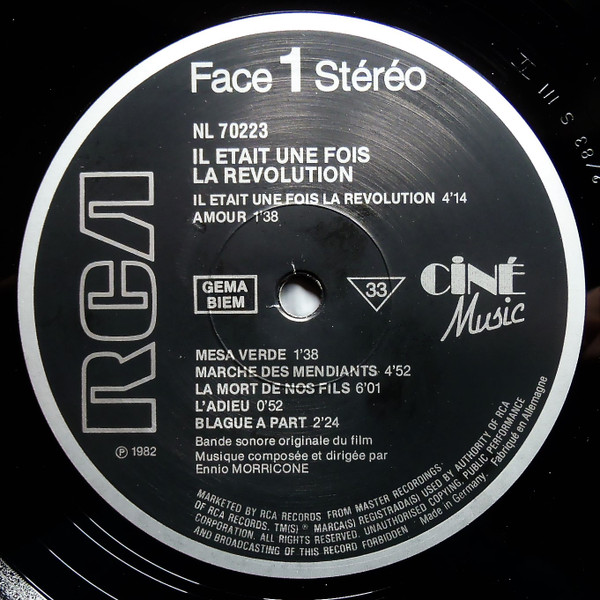 Face 1 Stéréo
NL 70223
IL ETAIT UNE FOIS
LA REVOLUTION
IL ETAIT UNE FOIS LA REVOLUTION 4'14
AMOUR 1'38
RCA
GEMA
BIEM
33
CiNÉ
Music
MESA VERDE 1'38
MARCHE DES MENDIANTS 4'52
LA MORT DE NOS FILS 6'01
L'ADIEU 0'52
BLAGUE A PART 2'24
Bande sonore originale du film
Musique composée et dirigée par
Ennio MORRICONE
℗ 1982
MARKETED BY RCA RECORDS FROM MASTER RECORDINGS
OF RCA RECORDS. TM(S) ® MARCA(S) REGISTRADA(S) USED BY AUTHORITY OF RCA
CORPORATION. ALL RIGHTS RESERVED. UNAUTHORISED COPYING, PUBLIC PERFORMANCE
AND BROADCASTING OF THIS RECORD FORBIDDEN · Made in Germany. Fabriqué en Allemagne